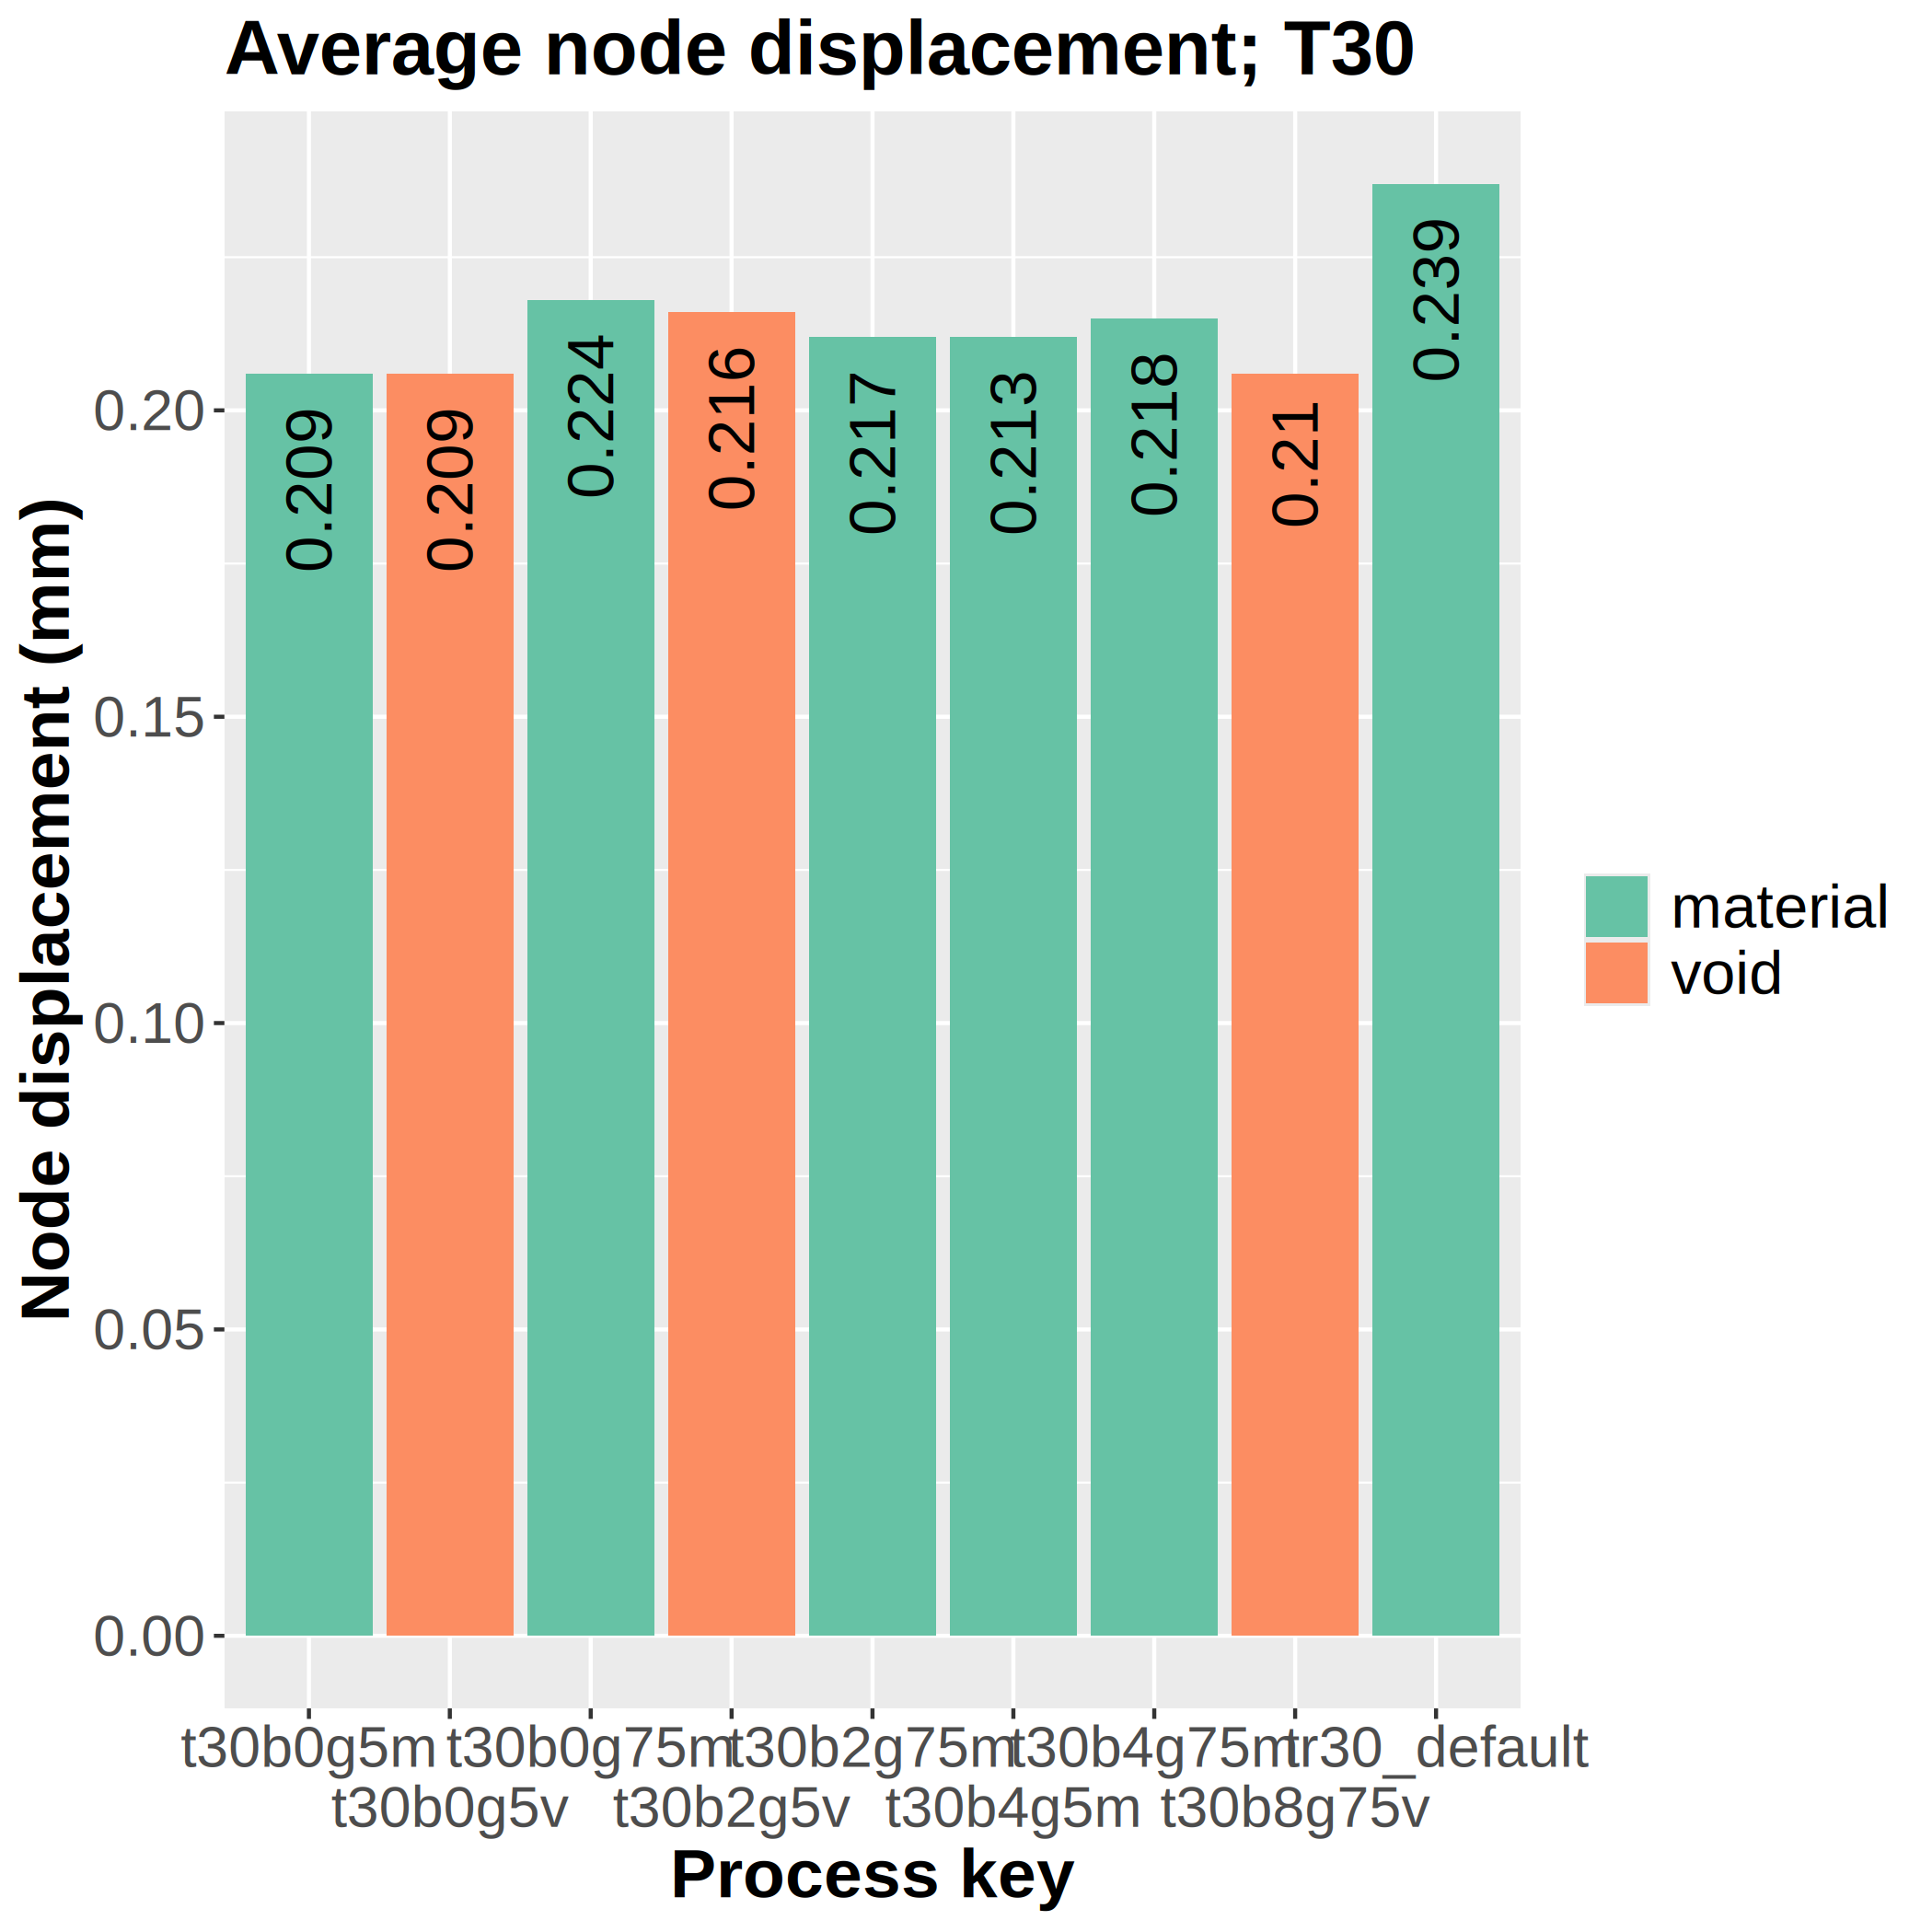 Average node displacement; T30
Node displacement (mm)
0.20
0.15
0.10
0.05
0.00
0.209
0.209
0.224
0.216
0.217
0.213
0.218
0.21
0.239
t30b0g5m
t30b0g5v
t30b0g75m
t30b2g5v
t30b2g75m
t30b4g5m
t30b4g75m
t30b8g75v
tr30_default
Process key
material
void